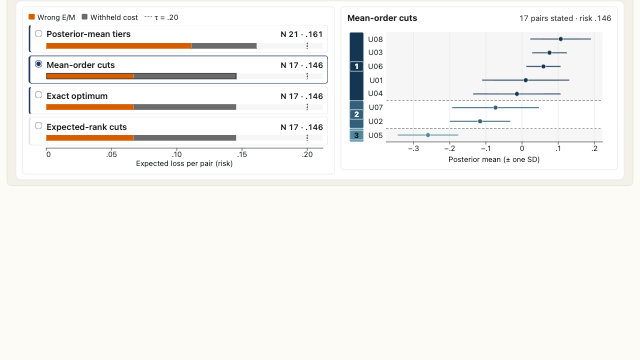 Wrong E/M Withheld cost τ = .20
Posterior-mean tiers N 21 · .161
Mean-order cuts N 17 · .146
Exact optimum N 17 · .146
Expected-rank cuts N 17 · .146
0 .05 .10 .15 .20
Expected loss per pair (risk)
Mean-order cuts 17 pairs stated · risk .146
U08
U03
1 U06
U01
U04
U07
2
U02
3 U05
−.3 −.2 −.1 0 .1 .2
Posterior mean (± one SD)